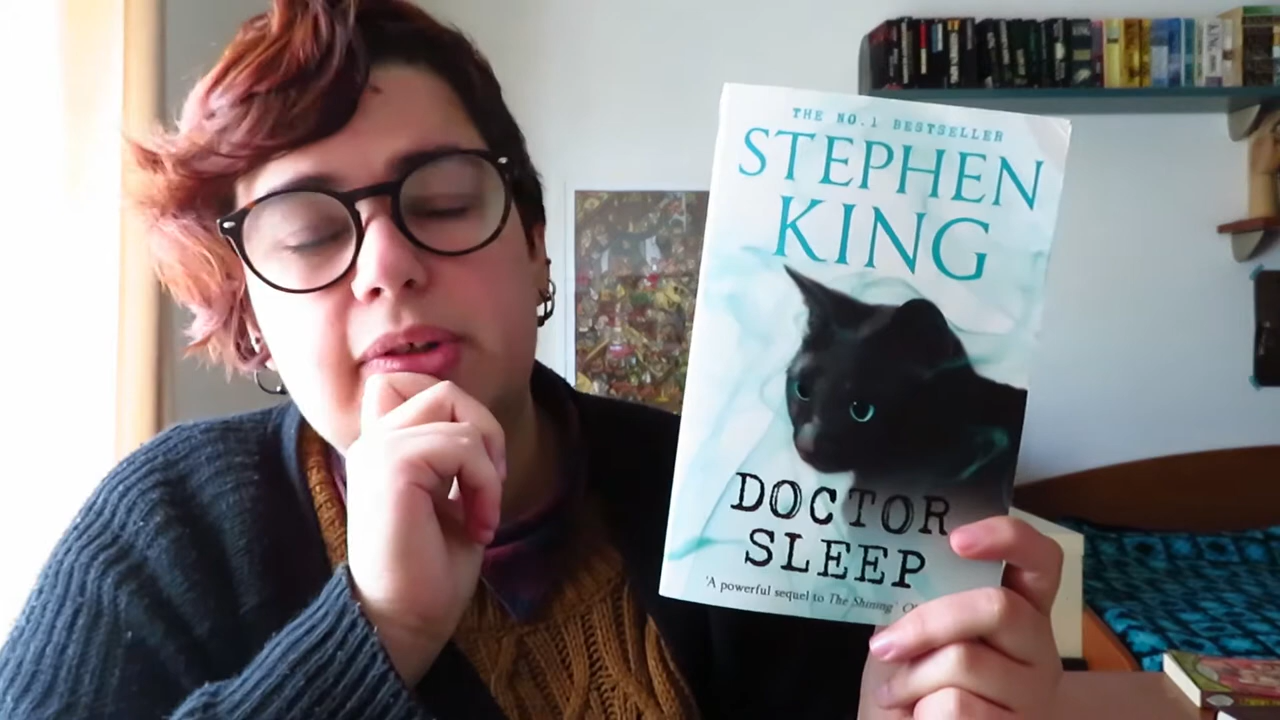 THE NO.1 BESTSELLER
STEPHEN
KING
DOCTOR
SLEEP
'A powerful sequel to The Shining'